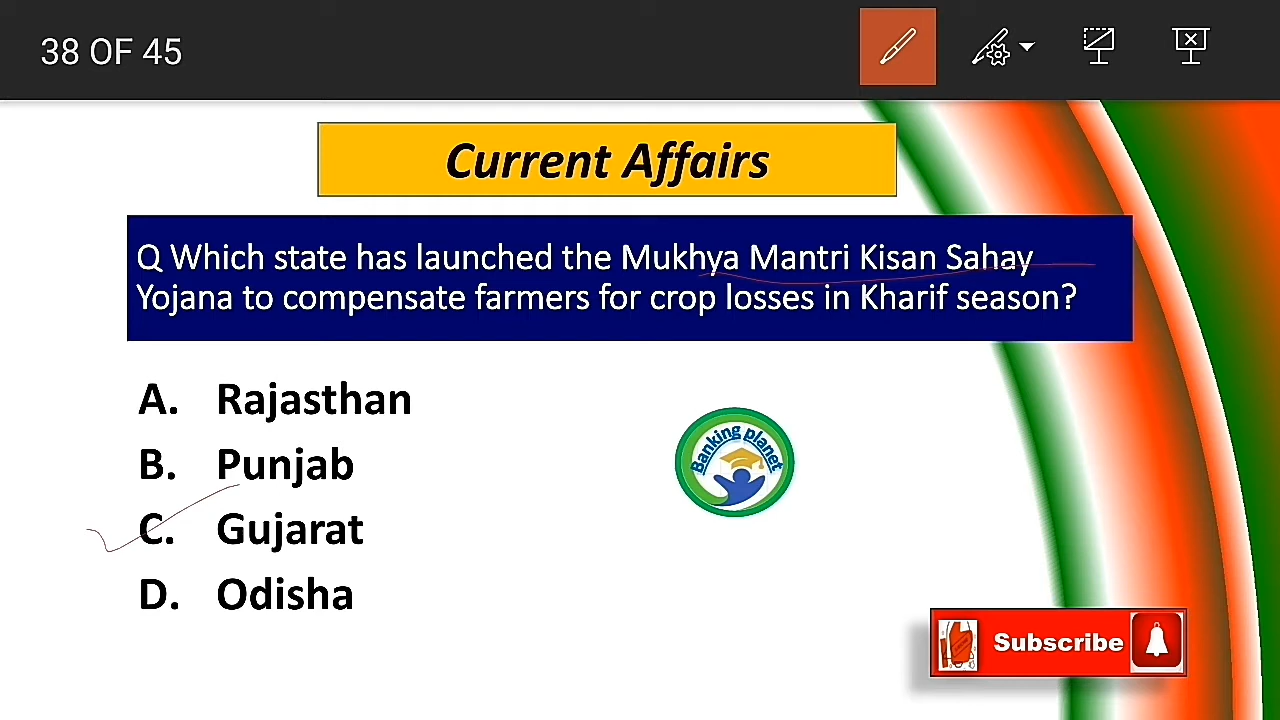 38 OF 45
Current Affairs
Q Which state has launched the Mukhya Mantri Kisan Sahay
Yojana to compensate farmers for crop losses in Kharif season?
A. Rajasthan
B. Punjab
C. Gujarat
D. Odisha
Banking planet
Subscribe